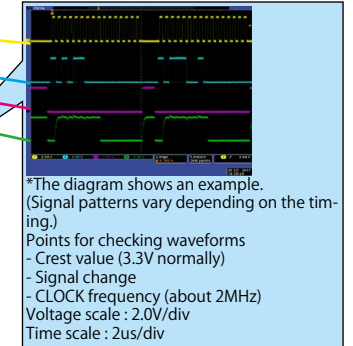 *The diagram shows an example.
(Signal patterns vary depending on the tim-
ing.)
Points for checking waveforms
- Crest value (3.3V normally)
- Signal change
- CLOCK frequency (about 2MHz)
Voltage scale : 2.0V/div
Time scale : 2us/div